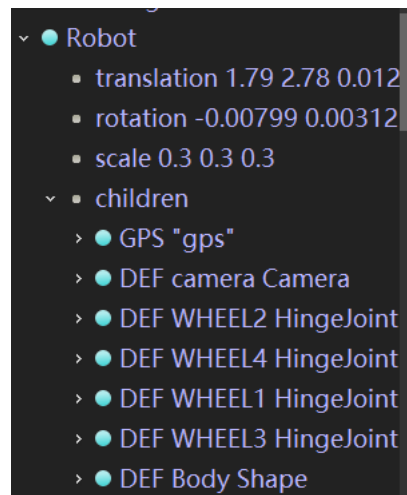 Robot
translation 1.79 2.78 0.012
rotation -0.00799 0.00312
scale 0.3 0.3 0.3
children
GPS "gps"
DEF camera Camera
DEF WHEEL2 HingeJoint
DEF WHEEL4 HingeJoint
DEF WHEEL1 HingeJoint
DEF WHEEL3 HingeJoint
DEF Body Shape